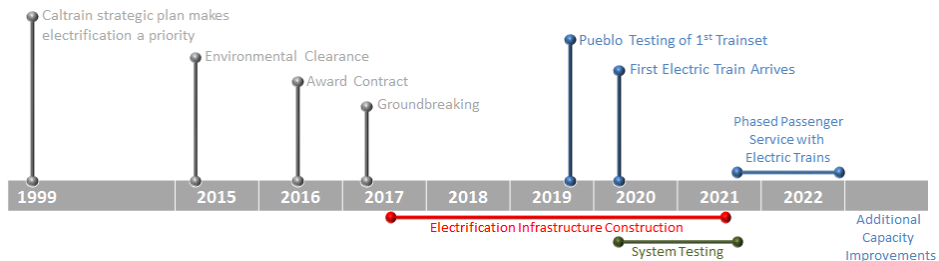 Caltrain strategic plan makes
electrification a priority
Environmental Clearance
Award Contract
Groundbreaking
Pueblo Testing of 1st Trainset
First Electric Train Arrives
Phased Passenger
Service with
Electric Trains
1999 2015 2016 2017 2018 2019 2020 2021 2022
Electrification Infrastructure Construction
System Testing
Additional
Capacity
Improvements